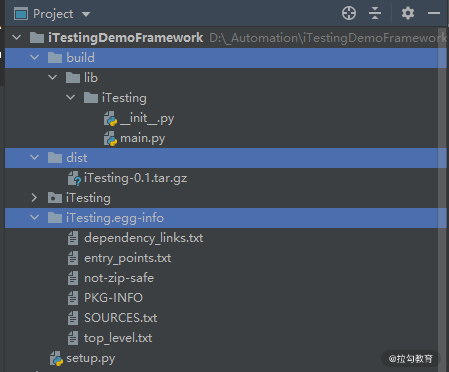 Project
iTestingDemoFramework D:\_Automation\iTestingDemoFramework
build
lib
iTesting
__init__.py
main.py
dist
iTesting-0.1.tar.gz
iTesting
iTesting.egg-info
dependency_links.txt
entry_points.txt
not-zip-safe
PKG-INFO
SOURCES.txt
top_level.txt
setup.py
@拉勾教育